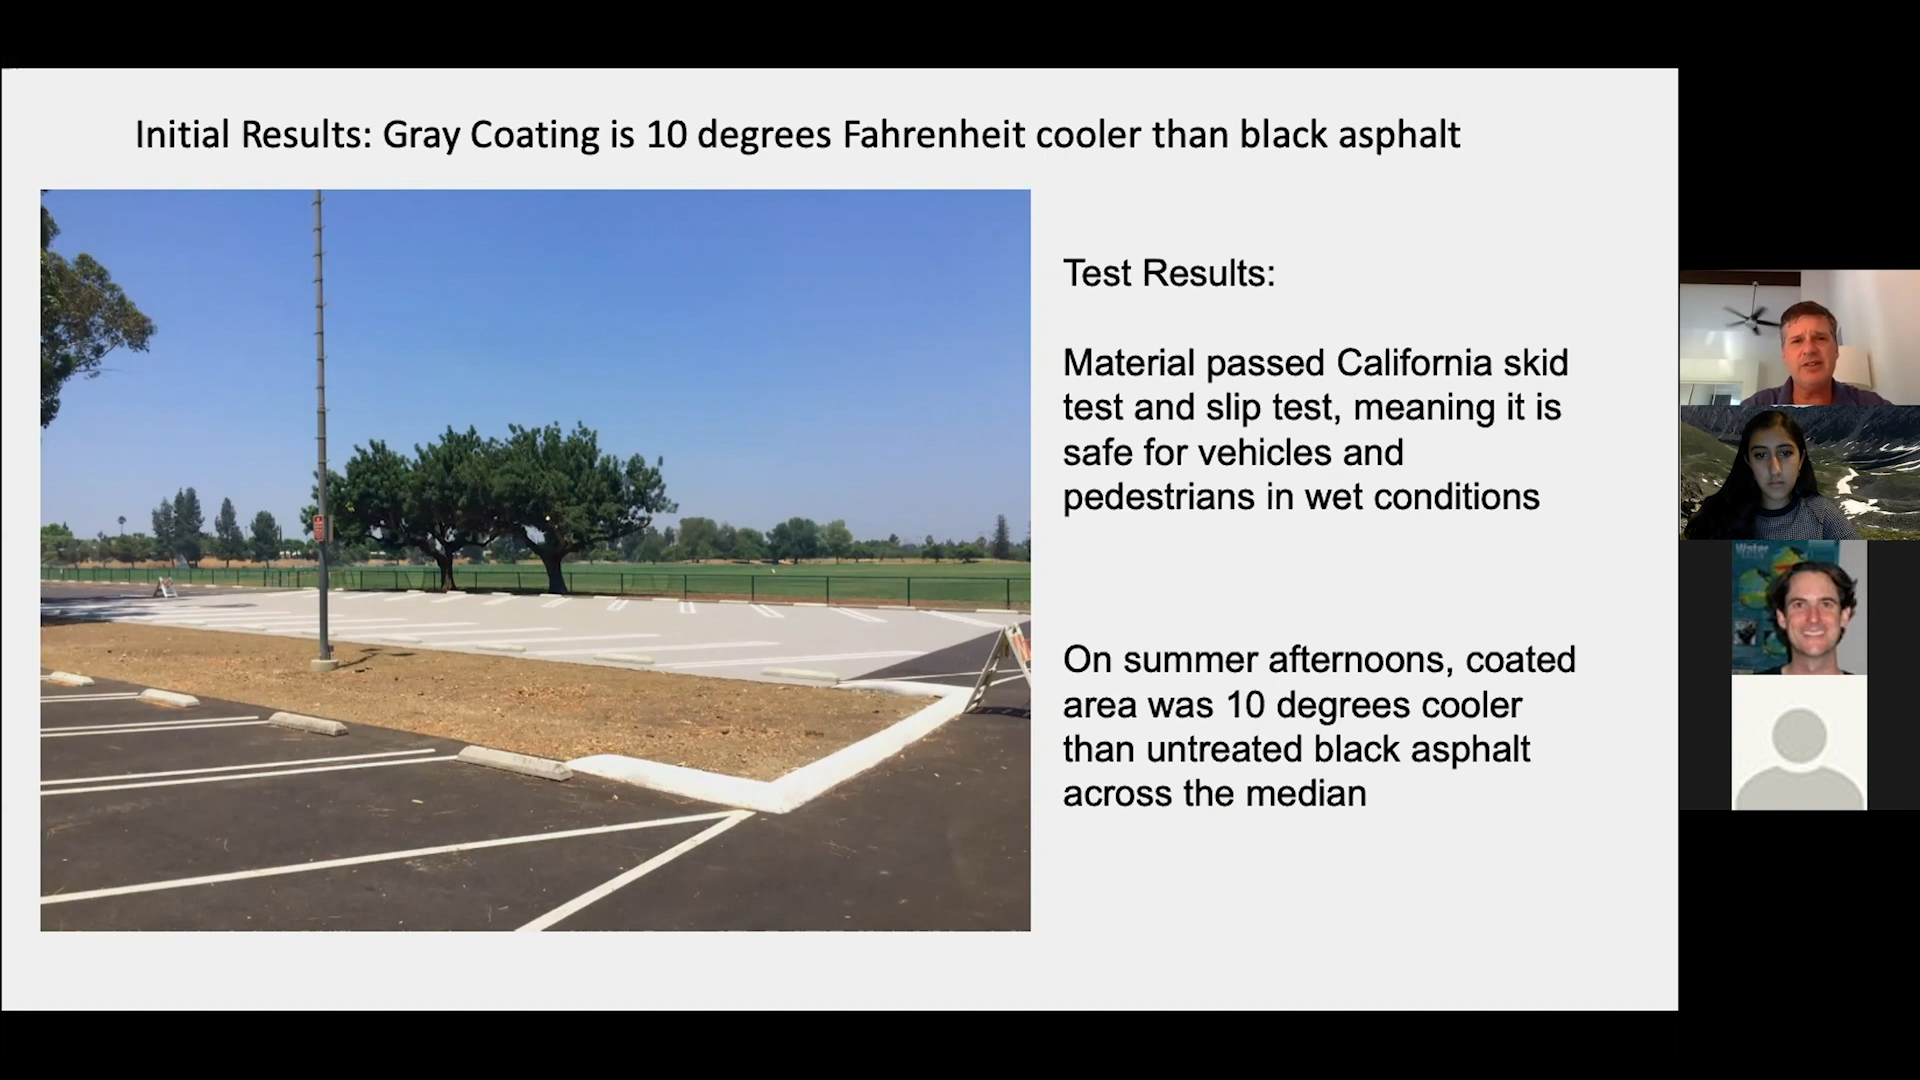 Initial Results: Gray Coating is 10 degrees Fahrenheit cooler than black asphalt
Test Results:
Material passed California skid
test and slip test, meaning it is
safe for vehicles and
pedestrians in wet conditions
On summer afternoons, coated
area was 10 degrees cooler
than untreated black asphalt
across the median
Water